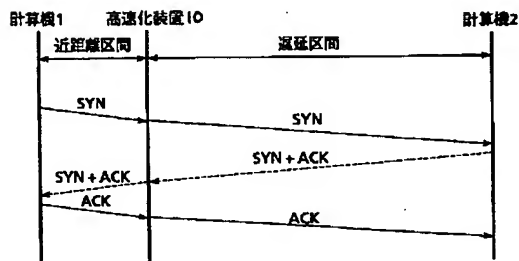 計算機1 高速化装置10 計算機2
近距離区間 遅延区間
SYN
SYN
SYN + ACK
SYN + ACK
ACK
ACK